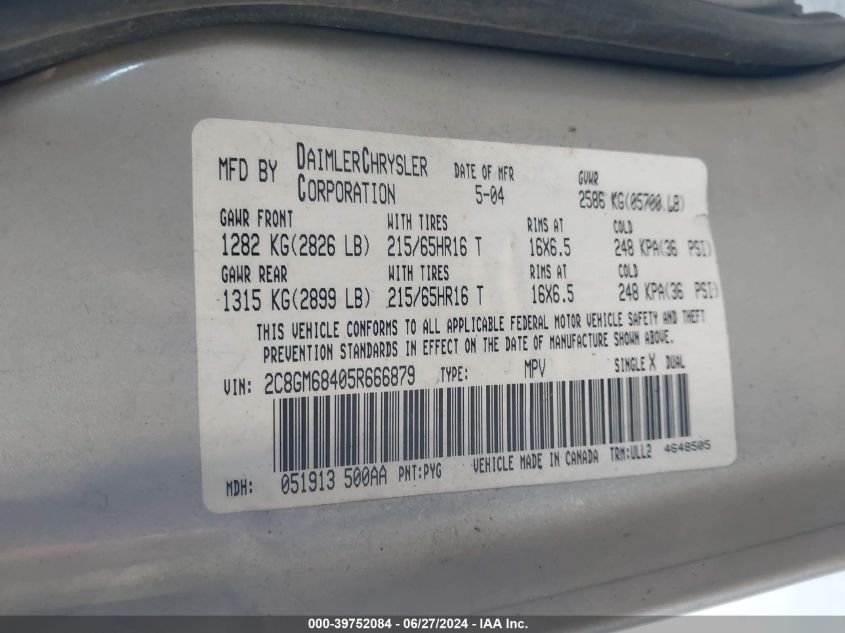 MFD BY DAIMLERCHRYSLER CORPORATION DATE OF MFR 5-04 GVWR 2586 KG(05700 LB)
GAWR FRONT WITH TIRES RIMS AT COLD
1282 KG(2826 LB) 215/65HR16 T 16X6.5 248 KPA(36 PSI)
GAWR REAR WITH TIRES RIMS AT COLD
1315 KG(2899 LB) 215/65HR16 T 16X6.5 248 KPA(36 PSI)
THIS VEHICLE CONFORMS TO ALL APPLICABLE FEDERAL MOTOR VEHICLE SAFETY AND THEFT
PREVENTION STANDARDS IN EFFECT ON THE DATE OF MANUFACTURE SHOWN ABOVE.
VIN: 2C8GM68405R666879 TYPE: MPV SINGLE X DUAL
MDH: 051913 500AA PNT:PYG VEHICLE MADE IN CANADA TRM:ULL2 4648505
000-39752084 - 06/27/2024 - IAA Inc.